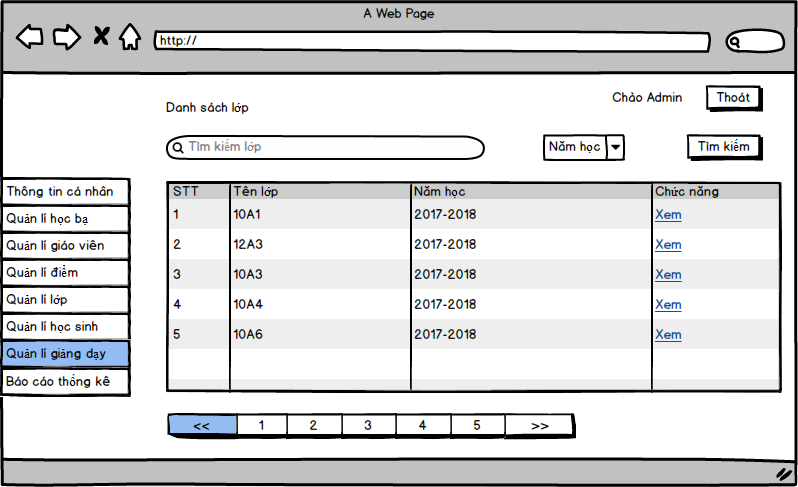 A Web Page
http://
Chào Admin
Thoát
Danh sách lớp
Tìm kiếm lớp
Năm học
Tìm kiếm
Thông tin cá nhân
Quản lí học bạ
Quản lí giáo viên
Quản lí điểm
Quản lí lớp
Quản lí học sinh
Quản lí giảng dạy
Báo cáo thống kê
STT Tên lớp Năm học Chức năng
1 10A1 2017-2018 Xem
2 12A3 2017-2018 Xem
3 10A3 2017-2018 Xem
4 10A4 2017-2018 Xem
5 10A6 2017-2018 Xem
<< 1 2 3 4 5 >>